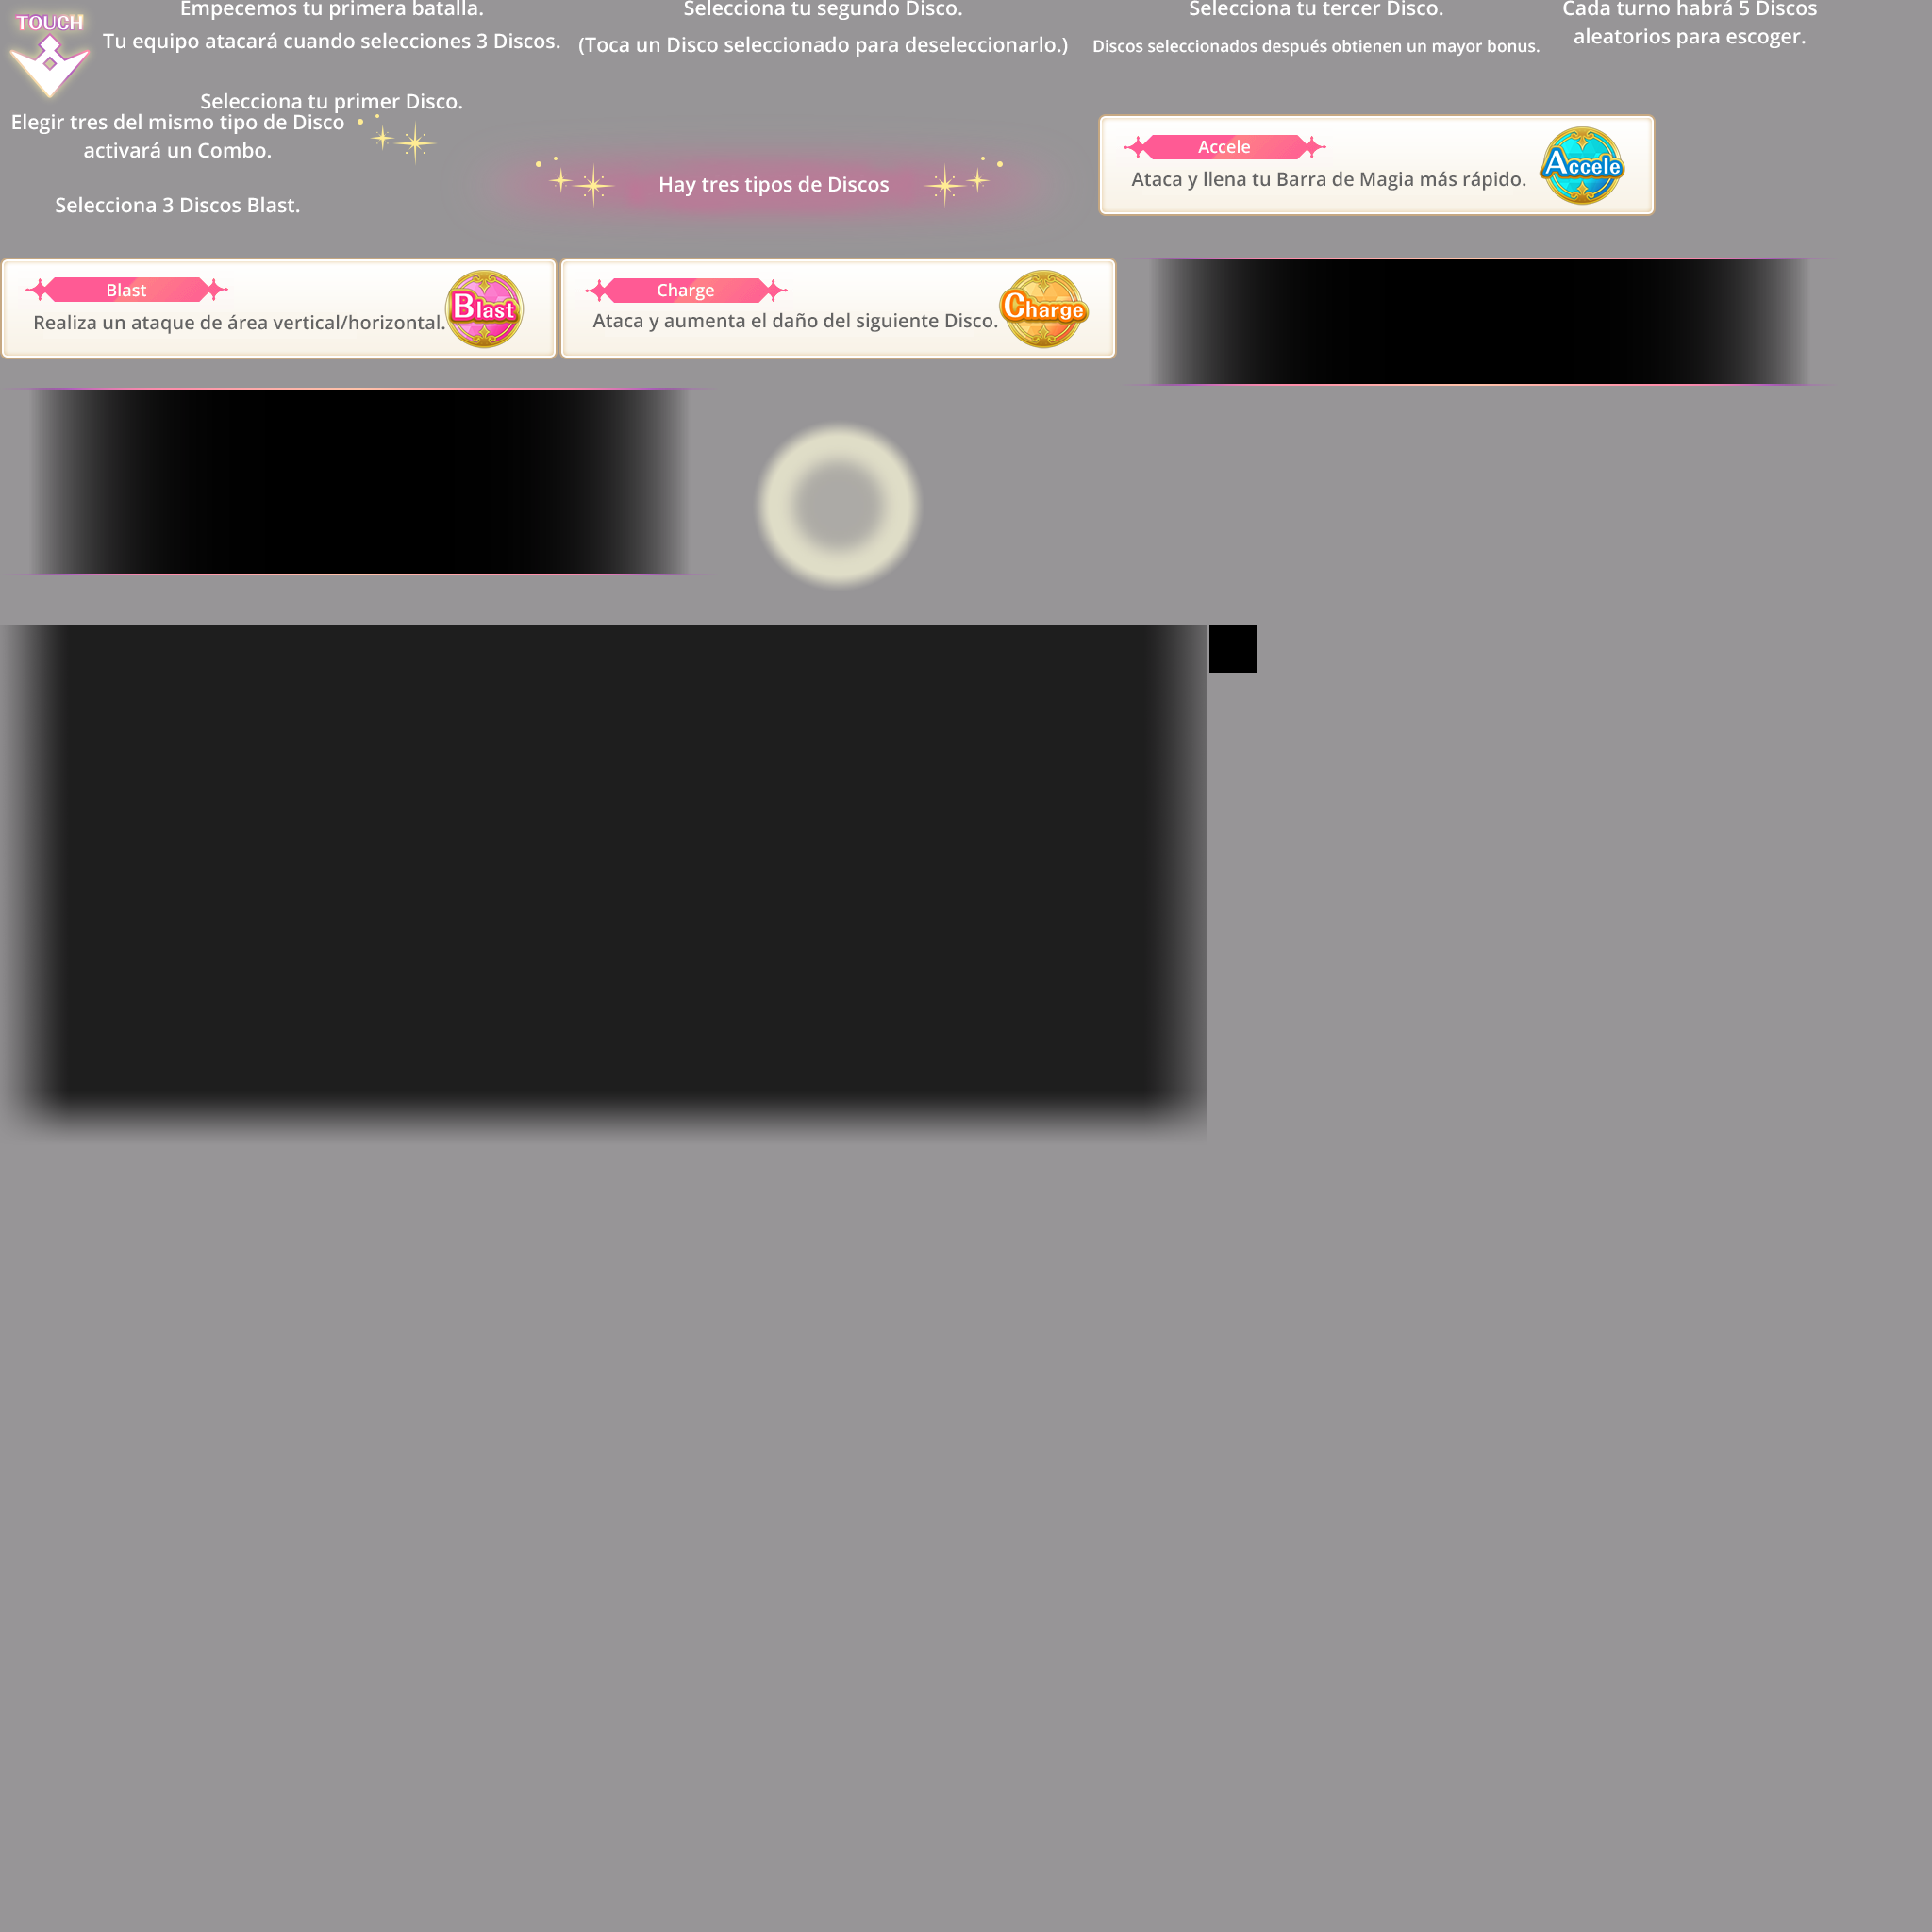 TOUCH
Empecemos tu primera batalla.
Tu equipo atacará cuando selecciones 3 Discos.
Selecciona tu primer Disco.
Selecciona tu segundo Disco.
(Toca un Disco seleccionado para deseleccionarlo.)
Selecciona tu tercer Disco.
Discos seleccionados después obtienen un mayor bonus.
Cada turno habrá 5 Discos
aleatorios para escoger.
Elegir tres del mismo tipo de Disco
activará un Combo.
Selecciona 3 Discos Blast.
Hay tres tipos de Discos
Accele
Ataca y llena tu Barra de Magia más rápido.
Accele
Blast
Realiza un ataque de área vertical/horizontal.
Blast
Charge
Ataca y aumenta el daño del siguiente Disco.
Charge